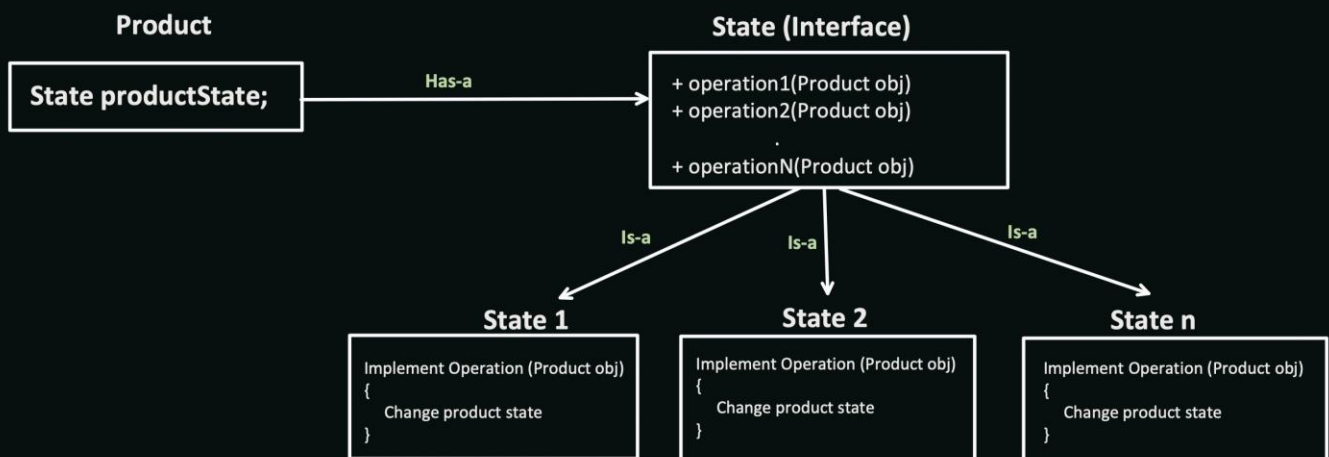 Product
State productState;
Has-a
State (Interface)
+ operation1(Product obj)
+ operation2(Product obj)
.
+ operationN(Product obj)
Is-a
Is-a
Is-a
State 1
Implement Operation (Product obj)
{
Change product state
}
State 2
Implement Operation (Product obj)
{
Change product state
}
State n
Implement Operation (Product obj)
{
Change product state
}